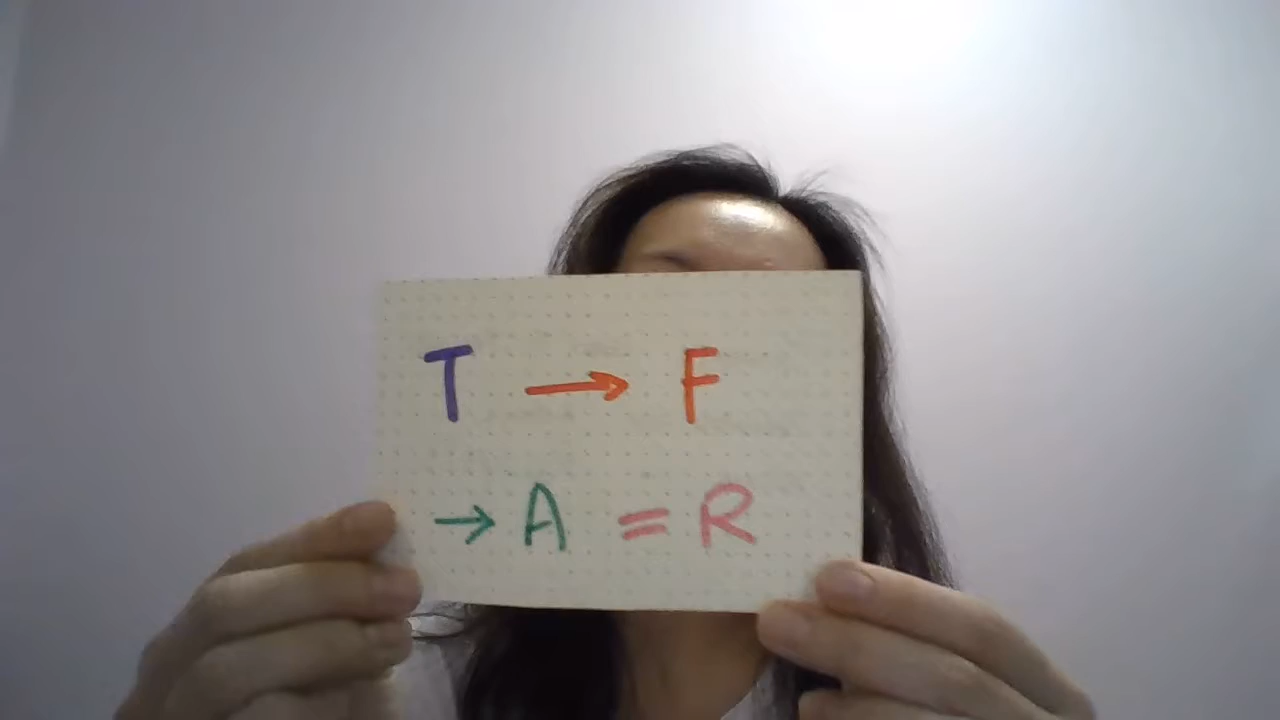 T → F
→ A = R